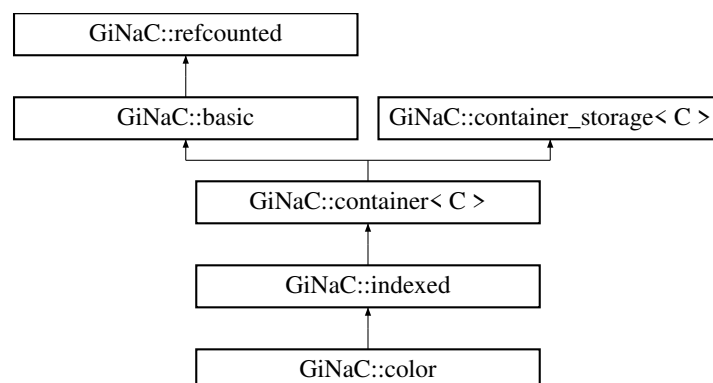 GiNaC::refcounted
GiNaC::basic
GiNaC::container_storage< C >
GiNaC::container< C >
GiNaC::indexed
GiNaC::color